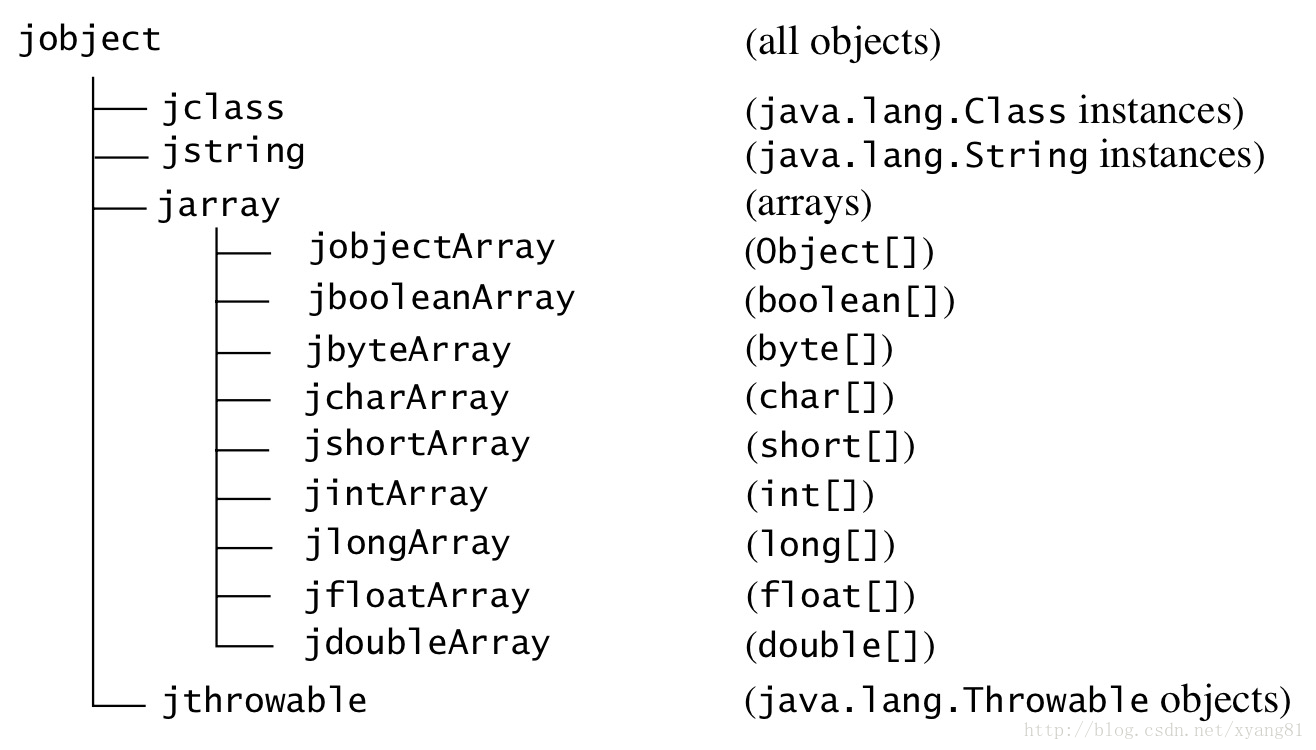 jobject (all objects)
jclass (java.lang.Class instances)
jstring (java.lang.String instances)
jarray (arrays)
jobjectArray (Object[])
jbooleanArray (boolean[])
jbyteArray (byte[])
jcharArray (char[])
jshortArray (short[])
jintArray (int[])
jlongArray (long[])
jfloatArray (float[])
jdoubleArray (double[])
jthrowable (java.lang.Throwable objects)
http://blog.csdn.net/xyang81